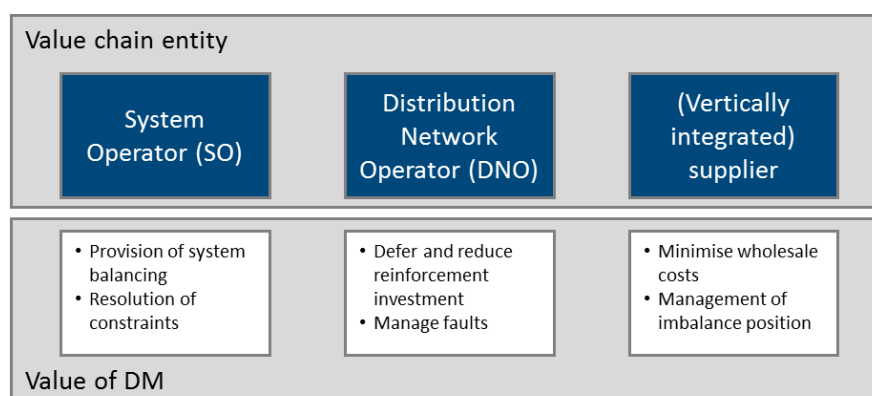 Value chain entity
System
Operator (SO)
Distribution
Network
Operator (DNO)
(Vertically
integrated)
supplier
• Provision of system
balancing
• Resolution of
constraints
• Defer and reduce
reinforcement
investment
• Manage faults
• Minimise wholesale
costs
• Management of
imbalance position
Value of DM